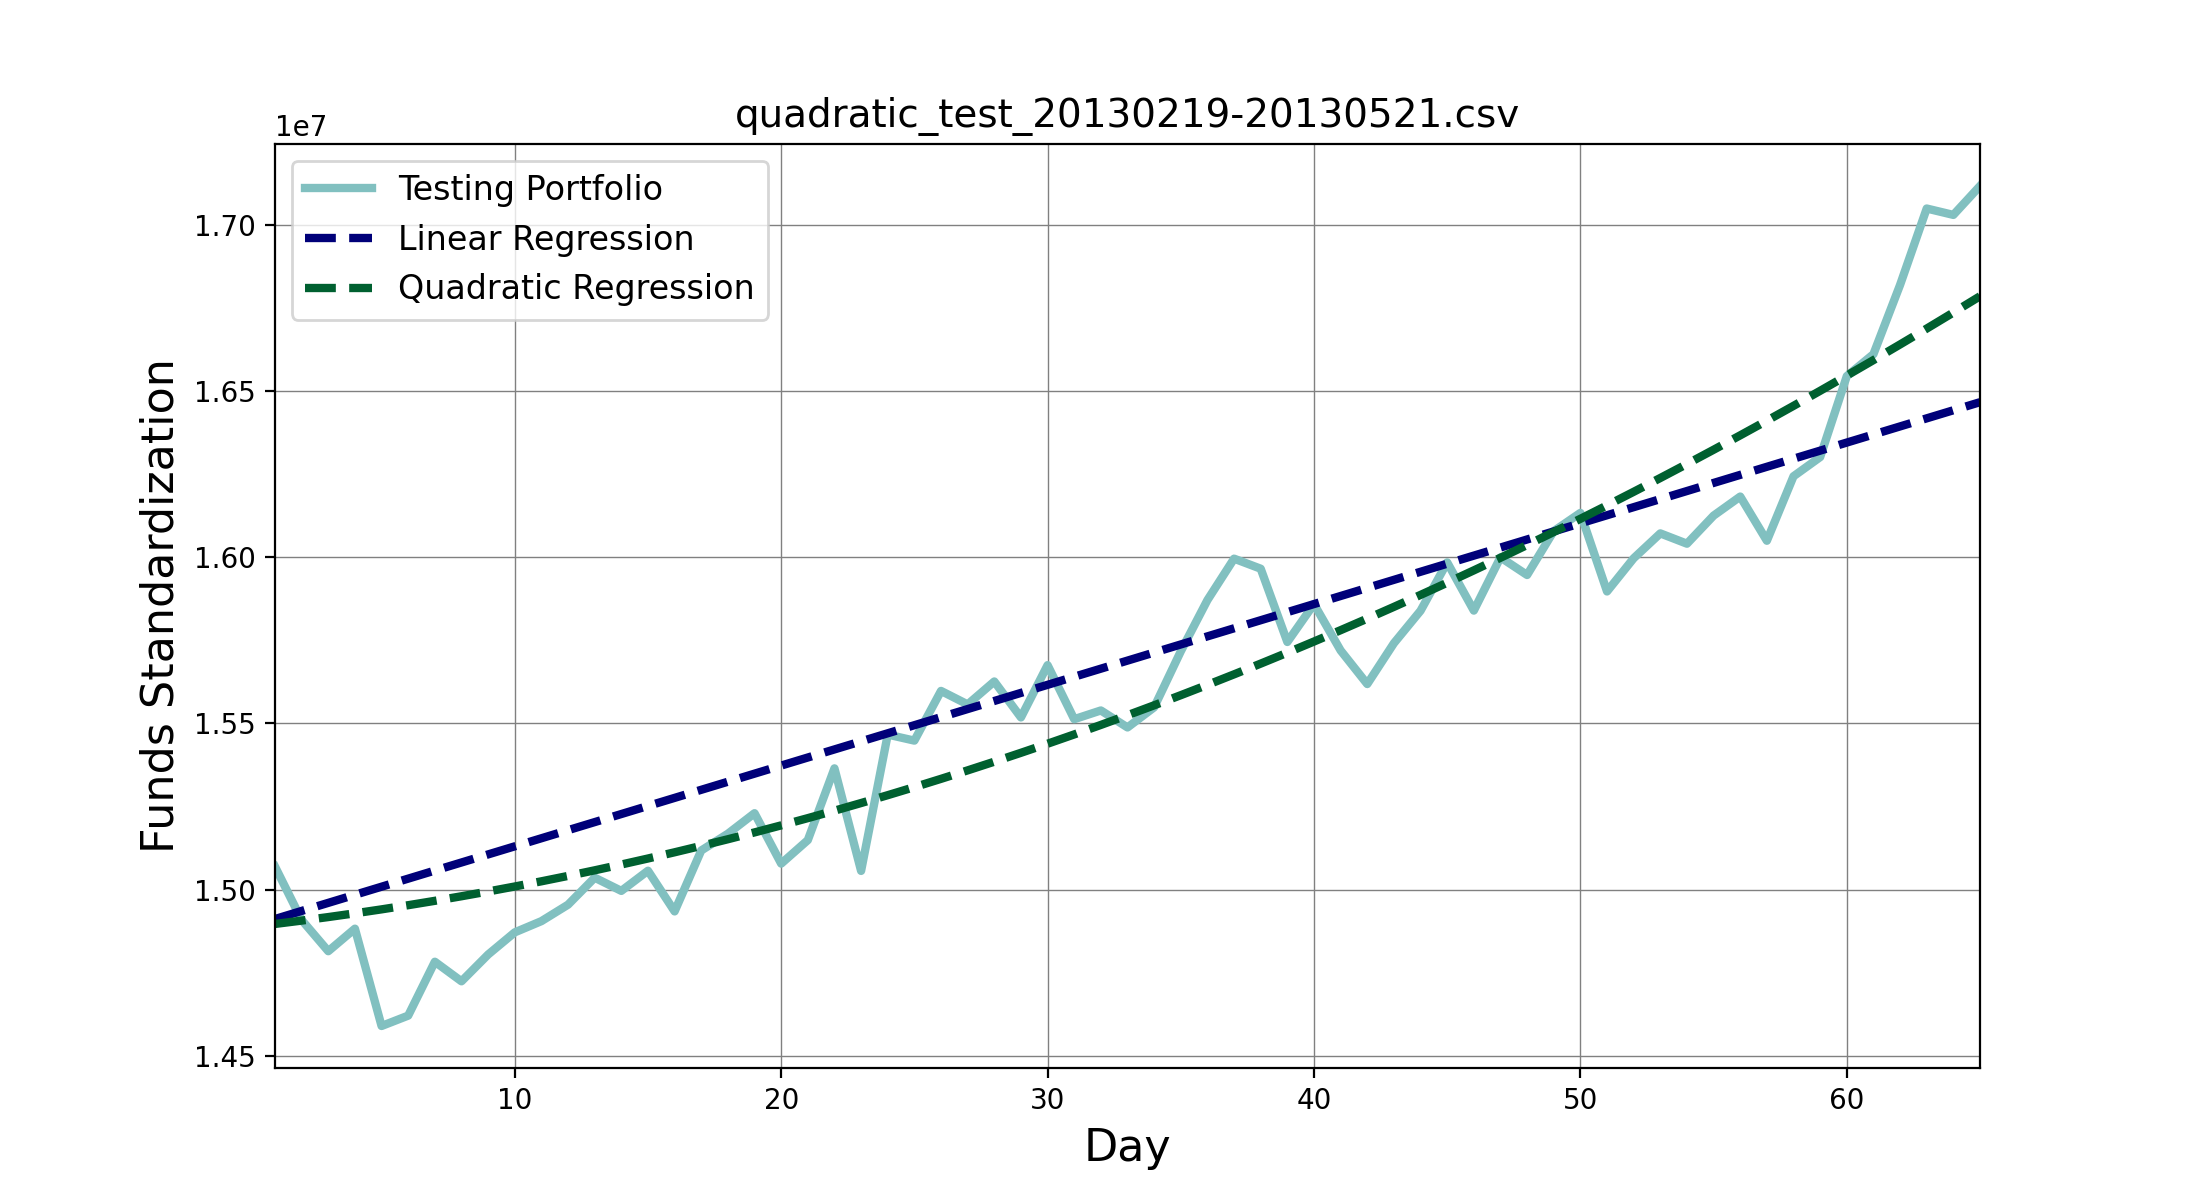 quadratic_test_20130219-20130521.csv
1e7
Testing Portfolio
Linear Regression
Quadratic Regression
Funds Standardization
1.70
1.65
1.60
1.55
1.50
1.45
10 20 30 40 50 60
Day